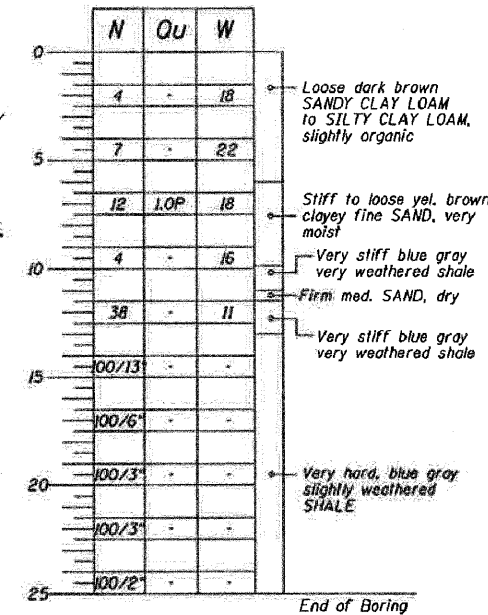 N Qu W
0
Loose dark brown
4 - 18
SANDY CLAY LOAM
to SILTY CLAY LOAM,
slightly organic
7 - 22
5
Stiff to loose yel. brown
12 1.0P 18
clayey fine SAND, very
moist
4 - 16
Very stiff blue gray
10
very weathered shale
Firm med. SAND, dry
38 - 11
Very stiff blue gray
very weathered shale
100/13" - -
15
100/6" - -
100/3" - -
Very hard, blue gray
20
slightly weathered
SHALE
100/3" - -
100/2" - -
25
End of Boring